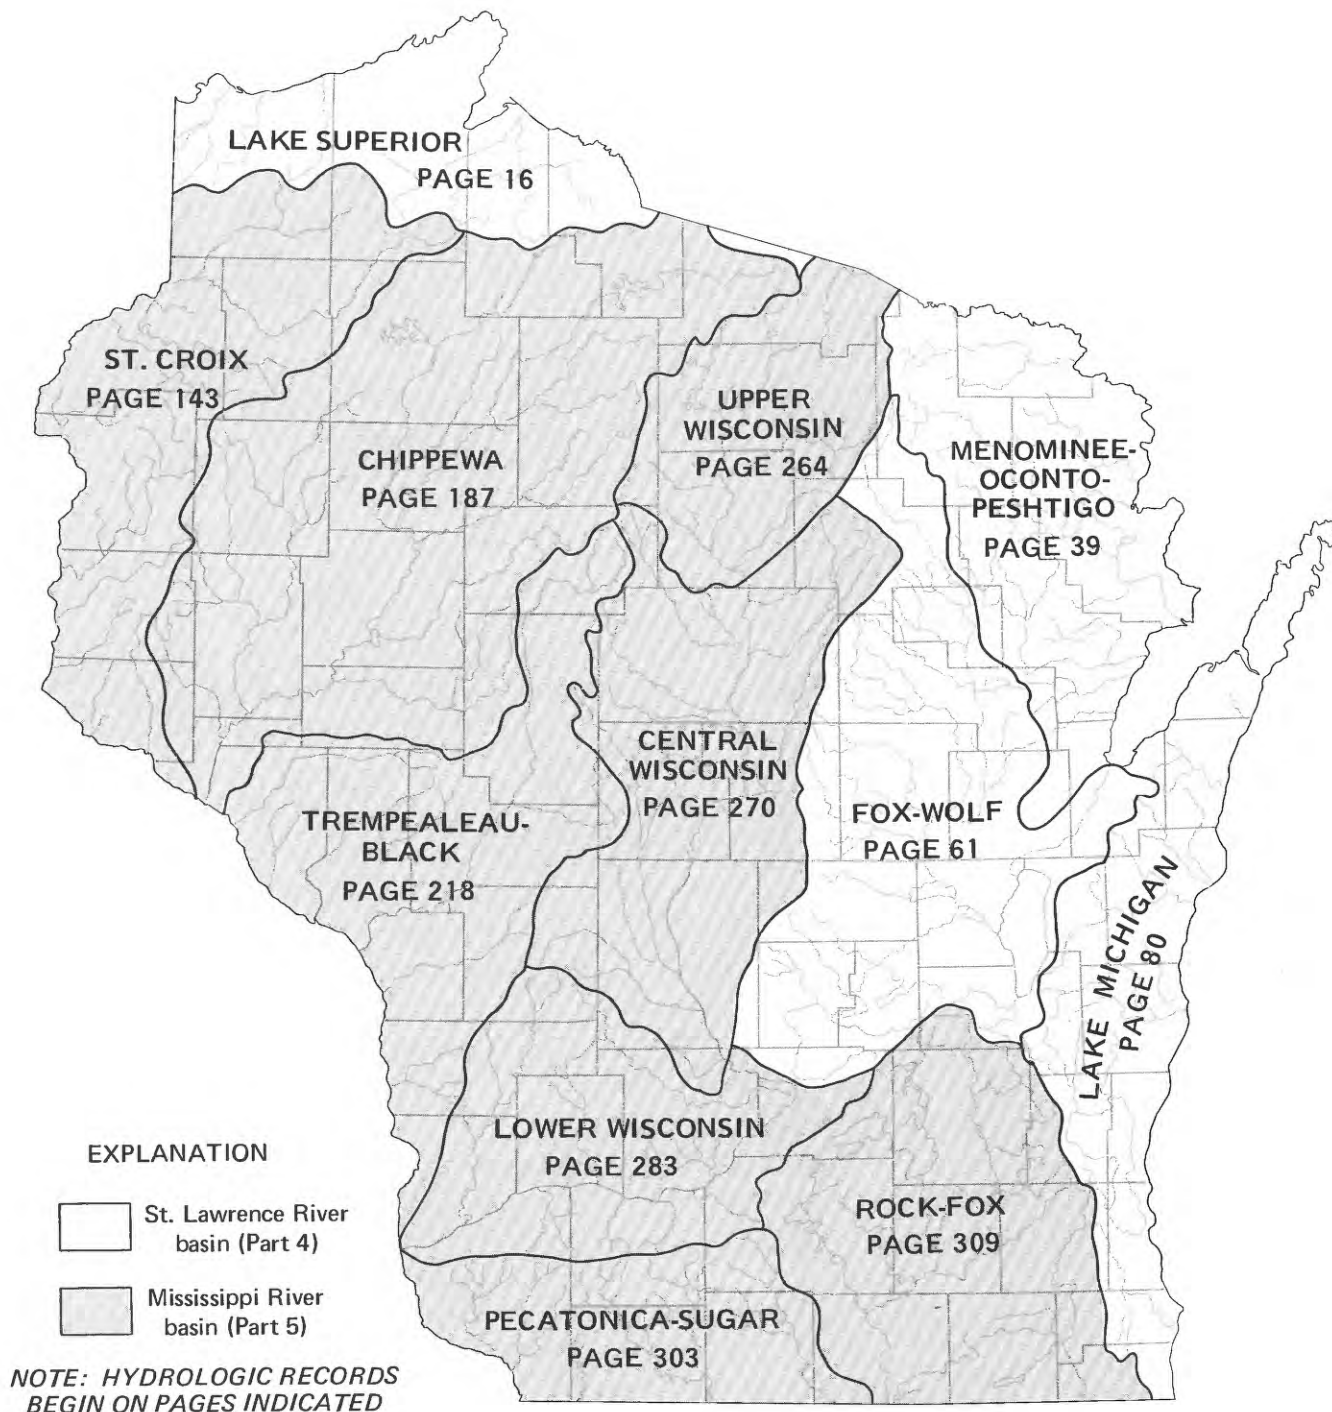 LAKE SUPERIOR
PAGE 16
ST. CROIX
PAGE 143
CHIPPEWA
PAGE 187
UPPER
WISCONSIN
PAGE 264
MENOMINEE-
OCONTO-
PESHTIGO
PAGE 39
CENTRAL
WISCONSIN
PAGE 270
TREMPEALEAU-
BLACK
PAGE 218
FOX-WOLF
PAGE 61
LAKE MICHIGAN
PAGE 80
LOWER WISCONSIN
PAGE 283
ROCK-FOX
PAGE 309
PECATONICA-SUGAR
PAGE 303
EXPLANATION
St. Lawrence River
basin (Part 4)
Mississippi River
basin (Part 5)
NOTE: HYDROLOGIC RECORDS
BEGIN ON PAGES INDICATED